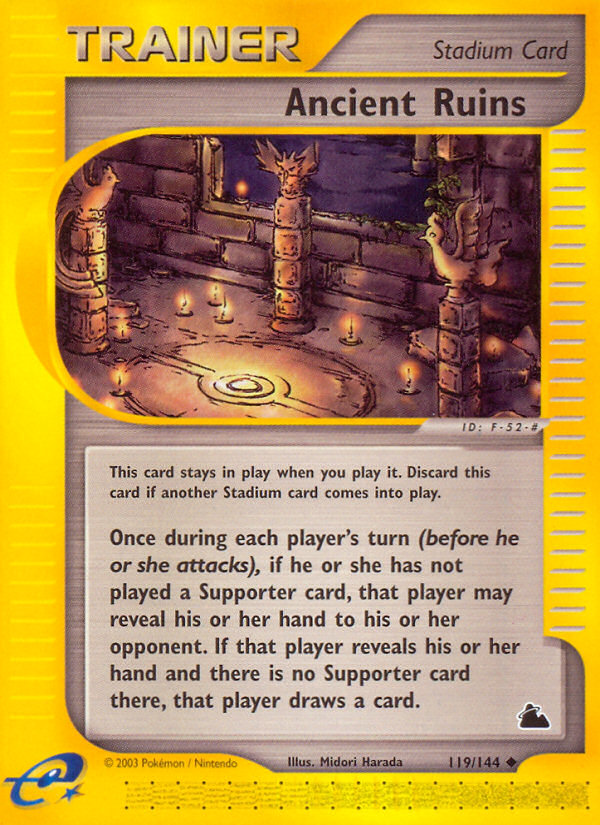 TRAINER
Stadium Card
Ancient Ruins
ID: F-52-#
This card stays in play when you play it. Discard this
card if another Stadium card comes into play.
Once during each player's turn (before he
or she attacks), if he or she has not
played a Supporter card, that player may
reveal his or her hand to his or her
opponent. If that player reveals his or her
hand and there is no Supporter card
there, that player draws a card.
© 2003 Pokémon / Nintendo
Illus. Midori Harada
119/144 ◆
e